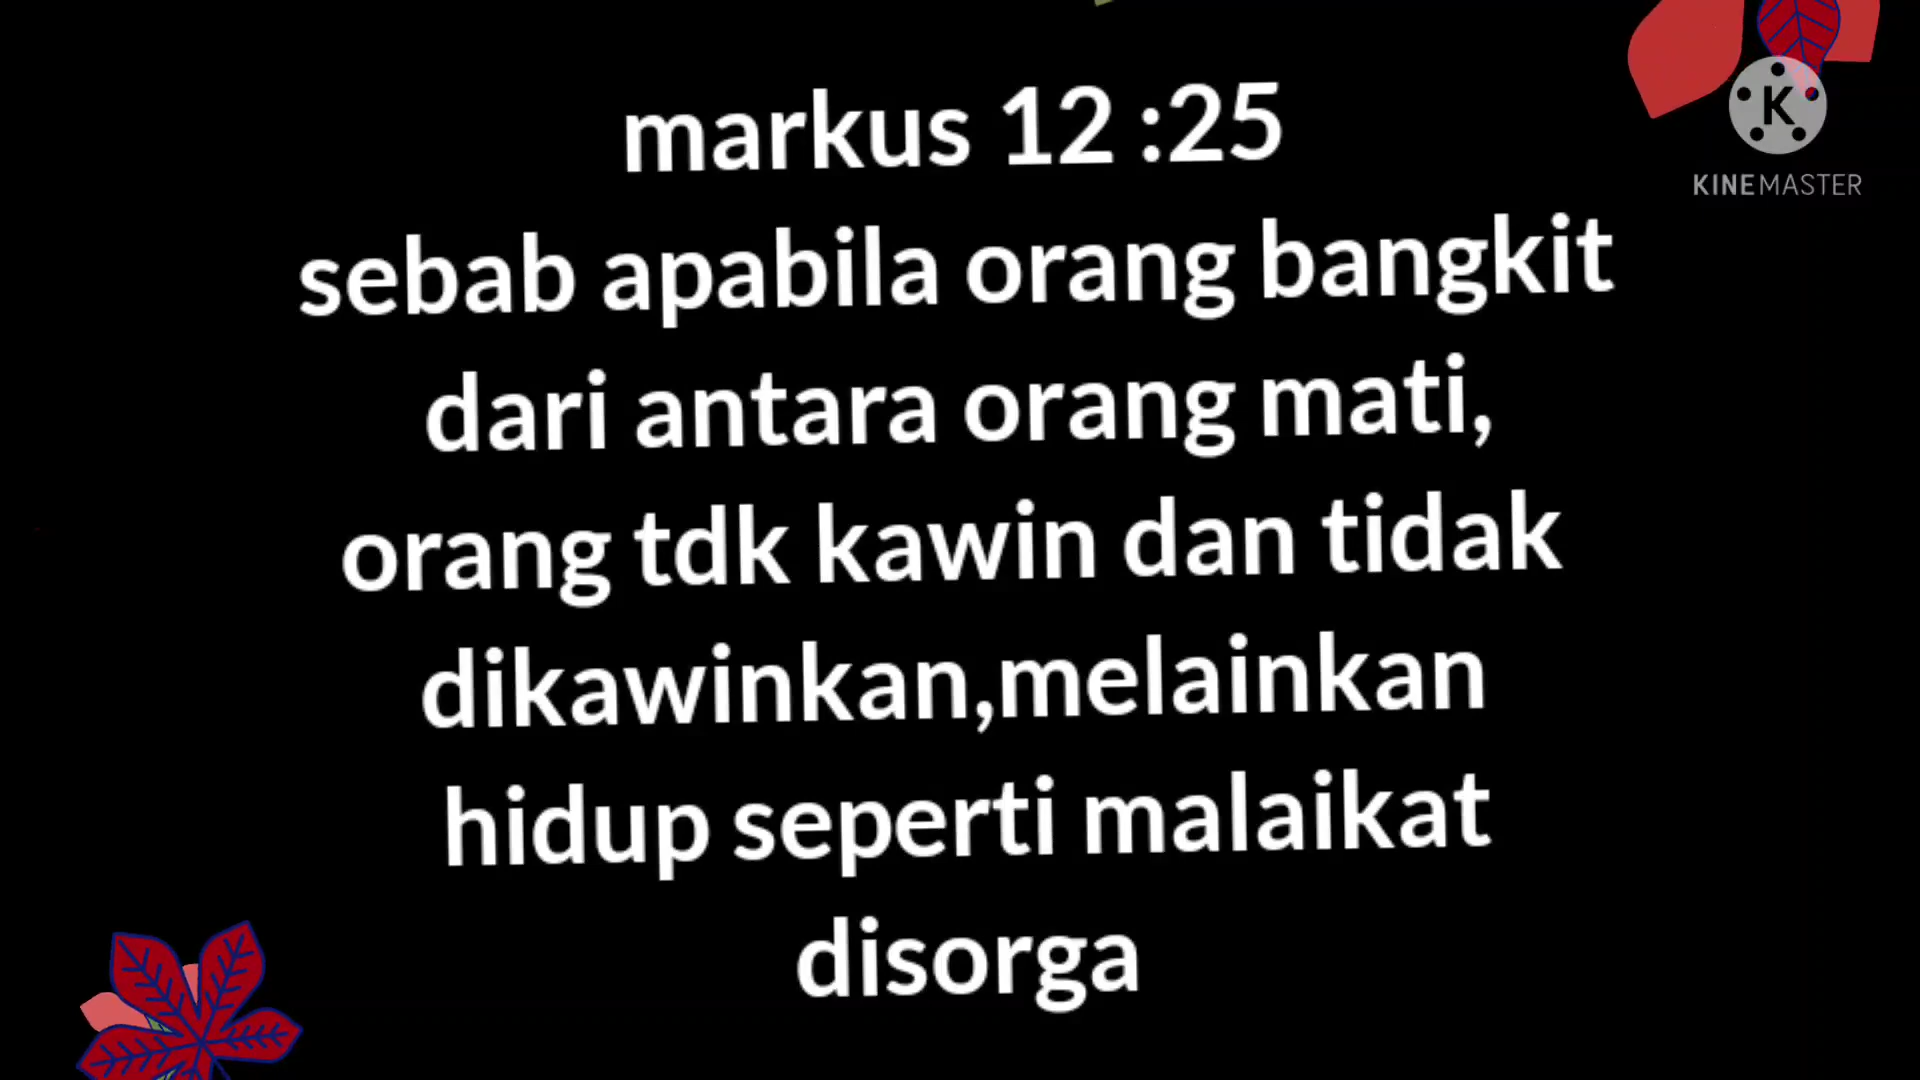 markus 12 :25
sebab apabila orang bangkit
dari antara orang mati,
orang tdk kawin dan tidak
dikawinkan,melainkan
hidup seperti malaikat
disorga
K
KINEMASTER